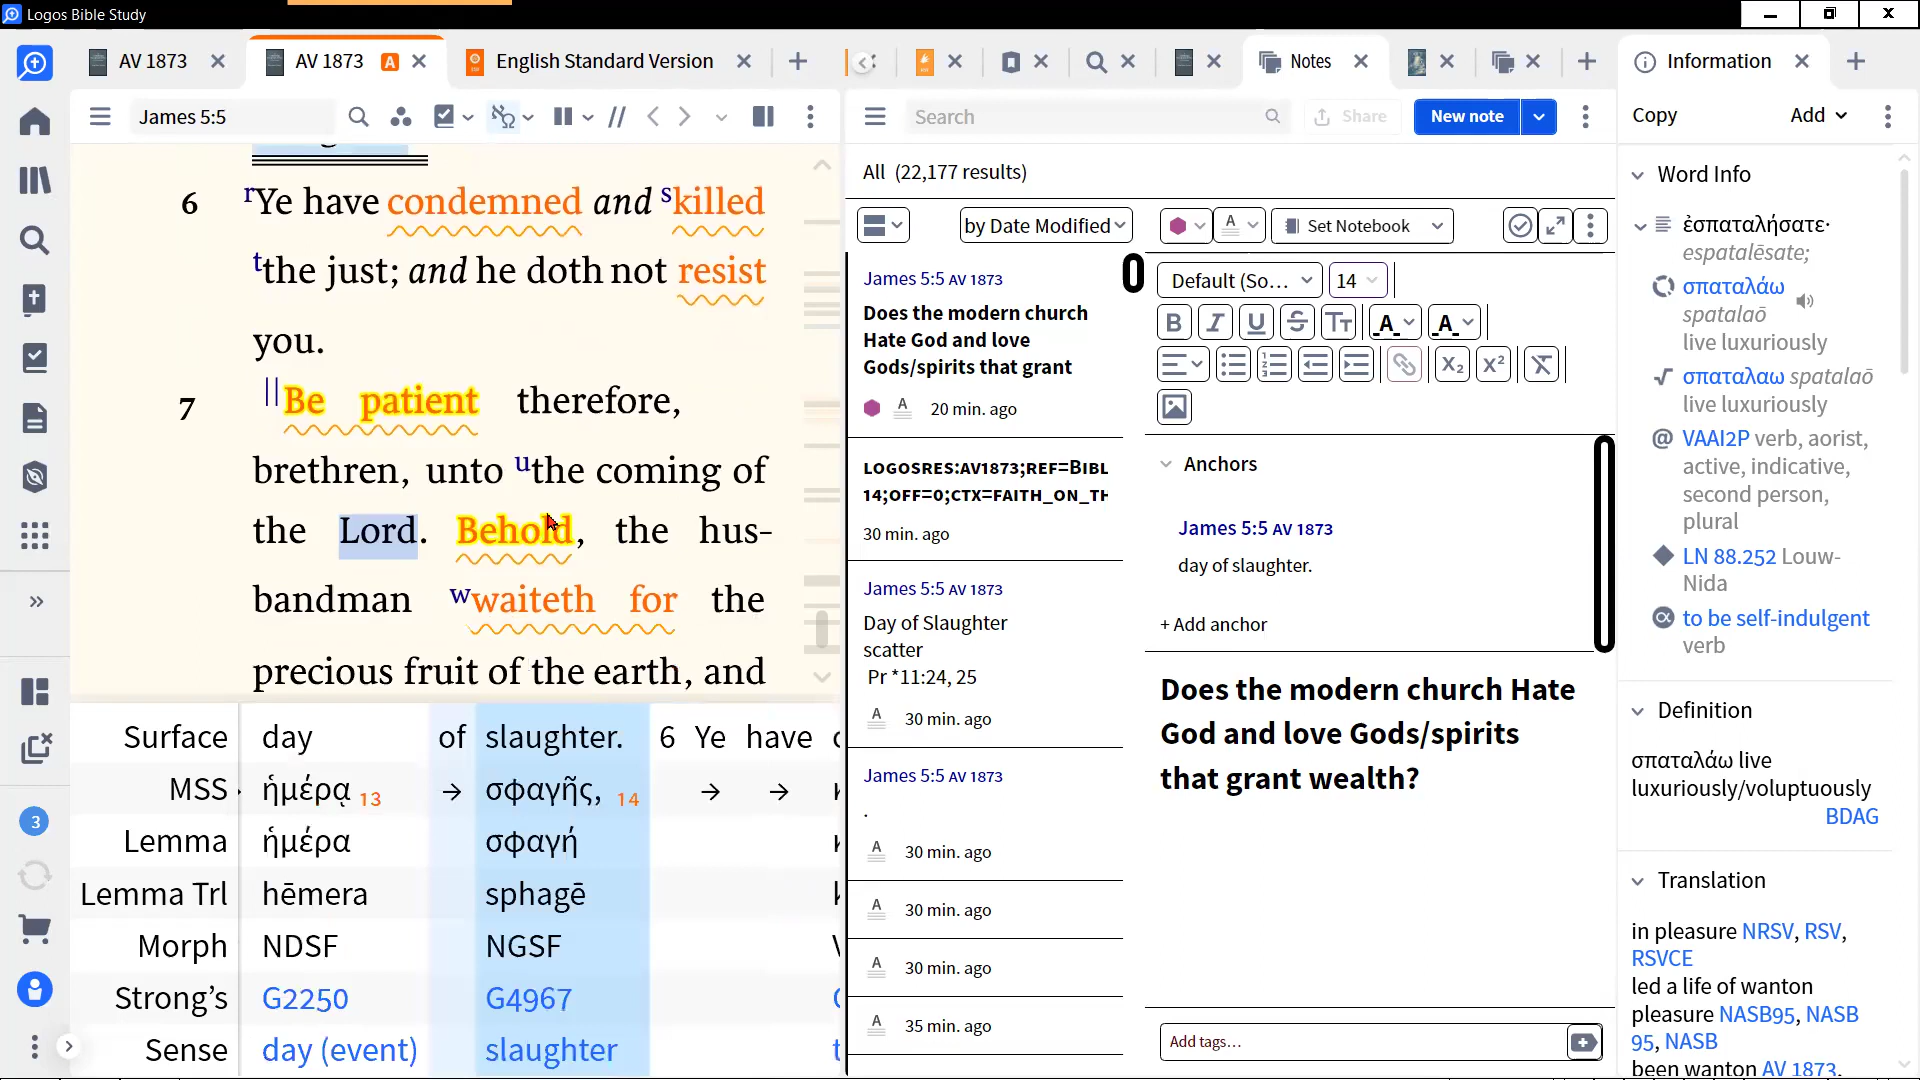 Logos Bible Study
AV 1873
AV 1873 A
English Standard Version
Notes
Information
James 5:5
Search
Share
New note
Copy
Add
6 rYe have condemned and skilled
tthe just; and he doth not resist
you.
7 ||Be patient therefore,
brethren, unto uthe coming of
the Lord. Behold, the hus-
bandman wwaiteth for the
precious fruit of the earth, and
Surface day of slaughter. 6 Ye have
MSS ἡμέρᾳ 13 → σφαγῆς, 14 → →
Lemma ἡμέρα σφαγή
Lemma Trl hēmera sphagē
Morph NDSF NGSF
Strong's G2250 G4967
Sense day (event) slaughter
3
All (22,177 results)
by Date Modified
Set Notebook
James 5:5 AV 1873
Does the modern church
Hate God and love
Gods/spirits that grant
20 min. ago
LOGOSRES:AV1873;REF=BIBL
14;OFF=0;CTX=FAITH_ON_TH
30 min. ago
James 5:5 AV 1873
Day of Slaughter
scatter
Pr *11:24, 25
30 min. ago
James 5:5 AV 1873
.
30 min. ago
30 min. ago
30 min. ago
35 min. ago
Default (So...
14
Anchors
James 5:5 AV 1873
day of slaughter.
+ Add anchor
Does the modern church Hate
God and love Gods/spirits
that grant wealth?
Add tags...
Word Info
ἐσπαταλήσατε·
espatalēsate;
σπαταλάω
spatalaō
live luxuriously
σπαταλαω spatalaō
live luxuriously
VAAI2P verb, aorist,
active, indicative,
second person,
plural
LN 88.252 Louw-
Nida
to be self-indulgent
verb
Definition
σπαταλάω live
luxuriously/voluptuously
BDAG
Translation
in pleasure NRSV, RSV,
RSVCE
led a life of wanton
pleasure NASB95, NASB
95, NASB
been wanton AV 1873,